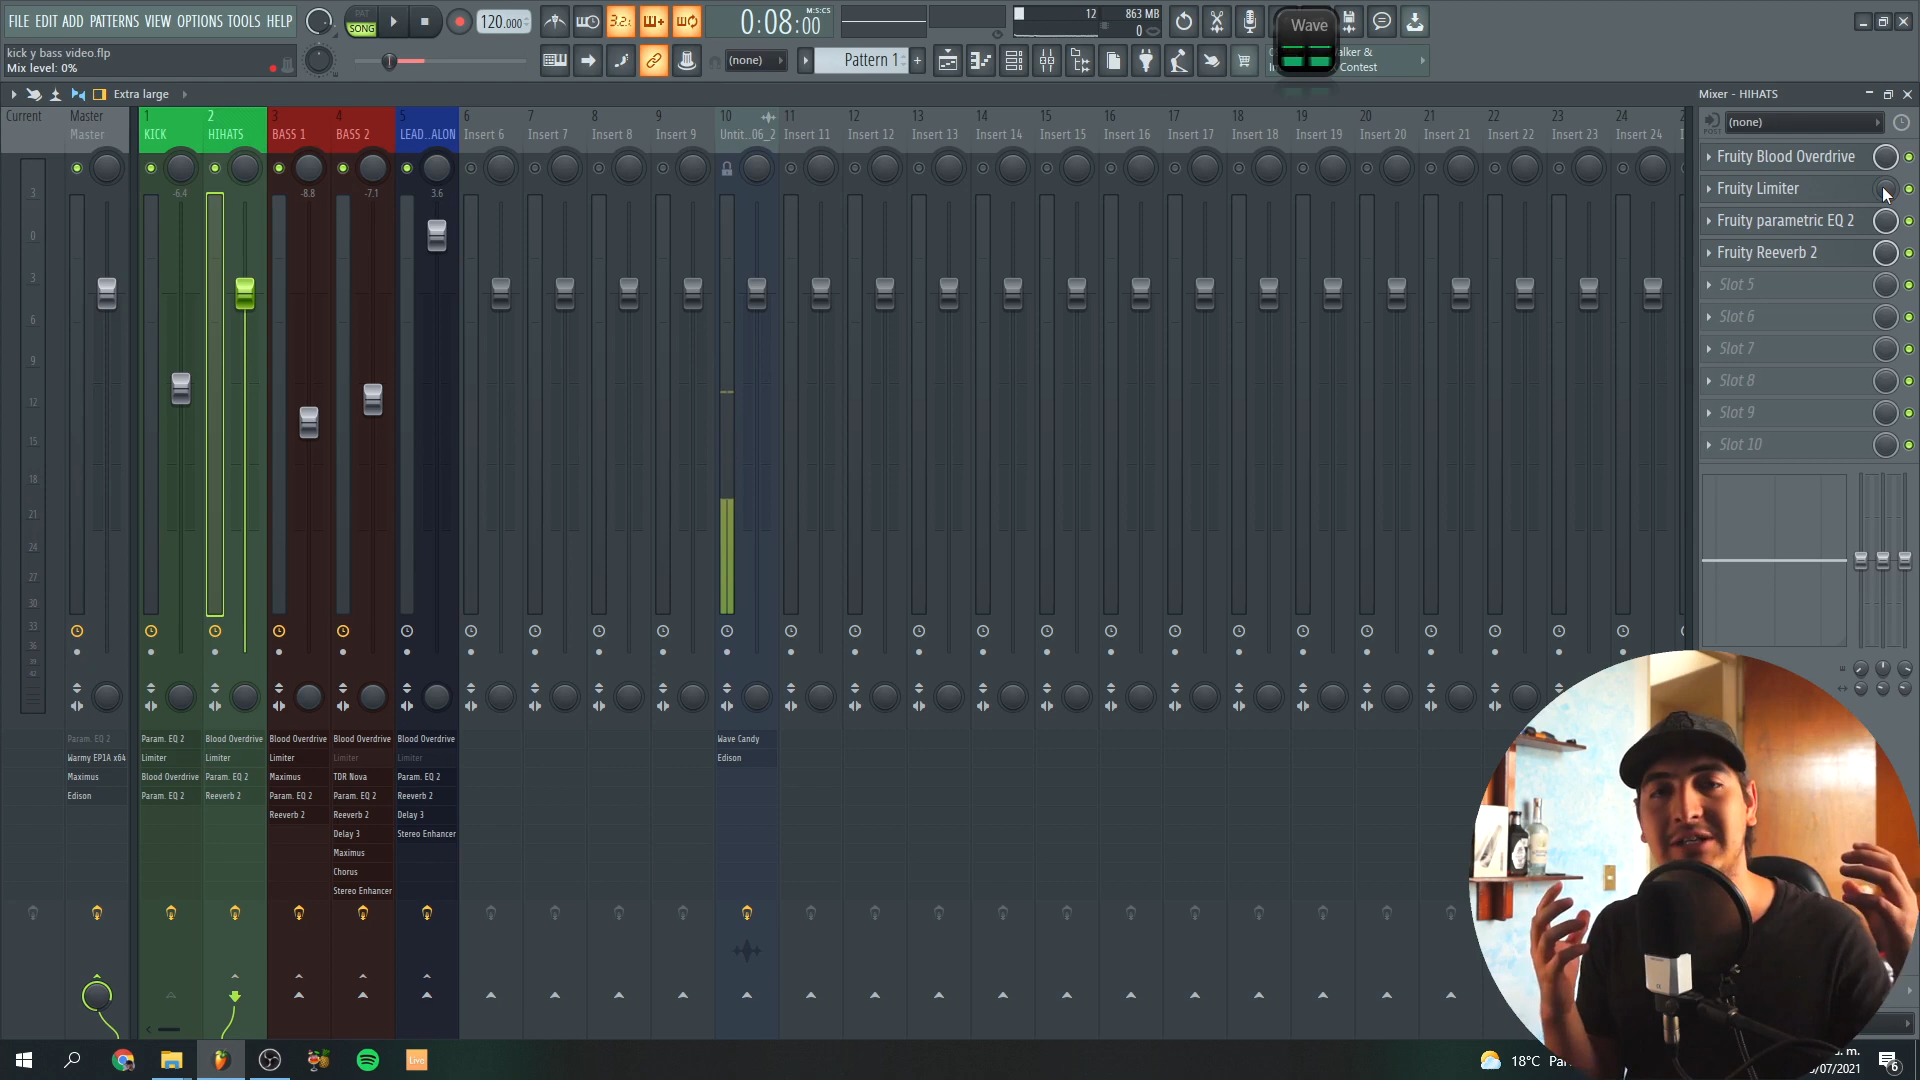 FILE EDIT ADD PATTERNS VIEW OPTIONS TOOLS HELP
PAT
SONG
120.000
3.2.
0:08:00
M:S:CS
12
863 MB
0
Wave
kick y bass video.flp
Mix level: 0%
(none)
Pattern 1
alker &
Contest
Extra large
Mixer - HIHATS
Current
Master
1
2
3
4
5
6
7
8
9
10
11
12
13
14
15
16
17
18
19
20
21
22
23
24
Master
KICK
HIHATS
BASS 1
BASS 2
LEAD..ALON
Insert 6
Insert 7
Insert 8
Insert 9
Untit..06_2
Insert 11
Insert 12
Insert 13
Insert 14
Insert 15
Insert 16
Insert 17
Insert 18
Insert 19
Insert 20
Insert 21
Insert 22
Insert 23
Insert 24
POST
(none)
Fruity Blood Overdrive
Fruity Limiter
Fruity parametric EQ 2
Fruity Reeverb 2
Slot 5
Slot 6
Slot 7
Slot 8
Slot 9
Slot 10
-6.4
-8.8
-7.1
3.6
3
0
3
6
9
12
15
18
21
24
27
30
33
36
Param. EQ 2
Warmy EP1A x64
Maximus
Edison
Param. EQ 2
Limiter
Blood Overdrive
Param. EQ 2
Blood Overdrive
Limiter
Param. EQ 2
Reeverb 2
Blood Overdrive
Limiter
Maximus
Param. EQ 2
Reeverb 2
Blood Overdrive
Limiter
TDR Nova
Param. EQ 2
Reeverb 2
Delay 3
Maximus
Chorus
Stereo Enhancer
Blood Overdrive
Limiter
Param. EQ 2
Reeverb 2
Delay 3
Stereo Enhancer
Wave Candy
Edison
Live
18°C
Par
. m.
/07/2021
6